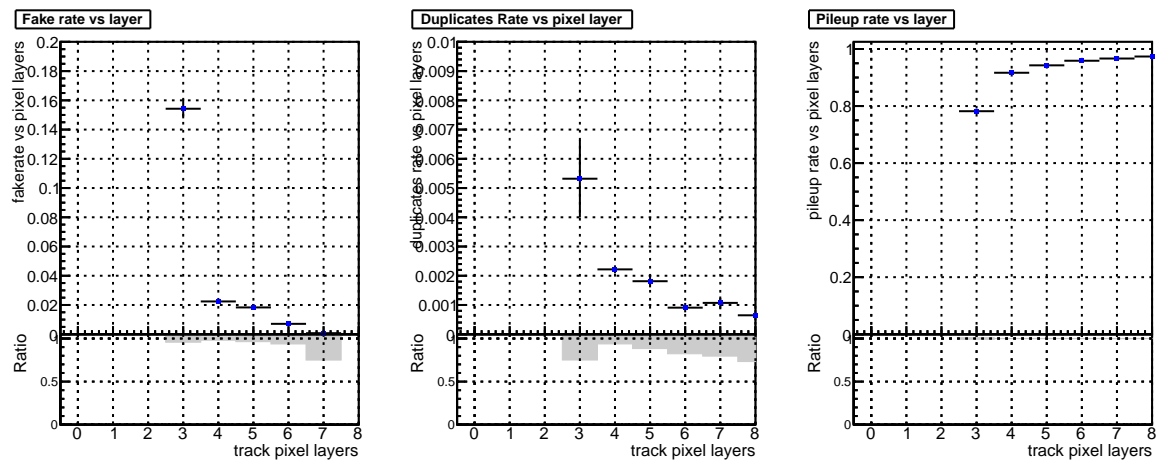 Fake rate vs layer
fakerate vs pixel layers
0.2
0.18
0.16
0.14
0.12
0.1
0.08
0.06
0.04
0.02
0
Ratio
1
0.5
0
0 1 2 3 4 5 6 7 8
track pixel layers
Duplicates Rate vs pixel layer
duplicates rate vs pixel layers
0.01
0.009
0.008
0.007
0.006
0.005
0.004
0.003
0.002
0.001
0
Ratio
1
0.5
0
0 1 2 3 4 5 6 7 8
track pixel layers
Pileup rate vs layer
pileup rate vs pixel layers
1
0.8
0.6
0.4
0.2
0
Ratio
1
0.5
0
0 1 2 3 4 5 6 7 8
track pixel layers